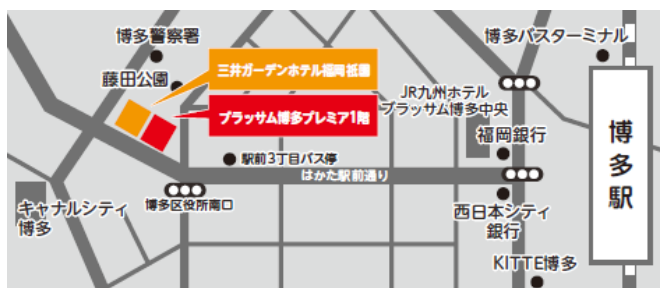 博多警察署
藤田公園
三井ガーデンホテル福岡祇園
ブラッサム博多プレミア1階
博多バスターミナル
JR九州ホテル
ブラッサム博多中央
福岡銀行
博多駅
駅前3丁目バス停
はかた駅前通り
博多区役所南口
キャナルシティ
博多
西日本シティ
銀行
KITTE博多